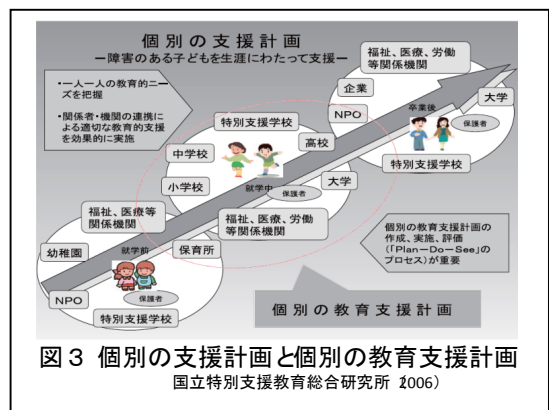 個別の支援計画
－障害のある子どもを生涯にわたって支援－
・一人一人の教育的ニー
ズを把握
・関係者・機関の連携に
よる適切な教育的支援
を効果的に実施
福祉、医療、労働
等関係機関
企業
NPO
卒業後
大学
保護者
特別支援学校
特別支援学校
中学校
高校
小学校
就学中
保護者
大学
福祉、医療、労働
等関係機関
福祉、医療等
関係機関
幼稚園
就学前
保育所
NPO
保護者
特別支援学校
個別の教育支援計画の
作成、実施、評価
(「Plan－Do－See」の
プロセス)が重要
個別の教育支援計画
図3 個別の支援計画と個別の教育支援計画
国立特別支援教育総合研究所 2006)